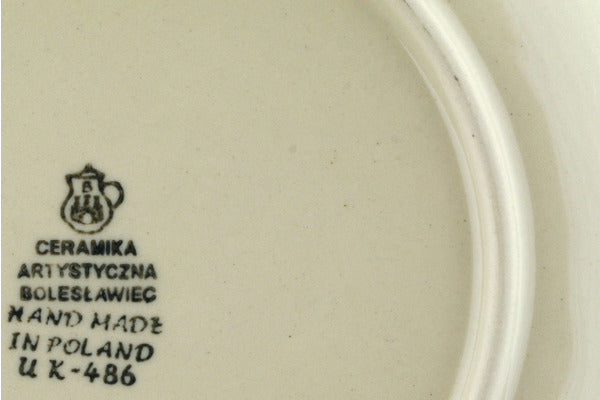 B
CERAMIKA
ARTYSTYCZNA
BOLESŁAWIEC
HAND MADE
IN POLAND
U K-486